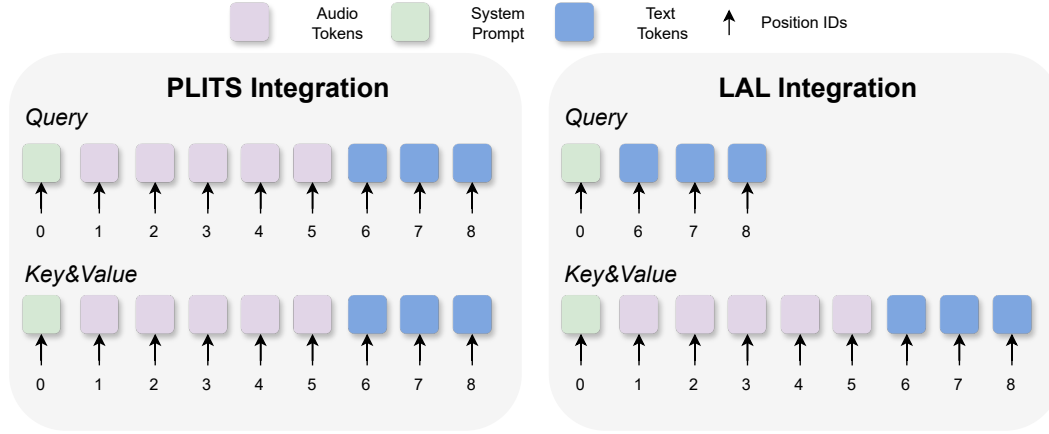 Audio Tokens
System Prompt
Text Tokens
Position IDs
PLITS Integration
Query
0 1 2 3 4 5 6 7 8
Key&Value
0 1 2 3 4 5 6 7 8
LAL Integration
Query
0 6 7 8
Key&Value
0 1 2 3 4 5 6 7 8